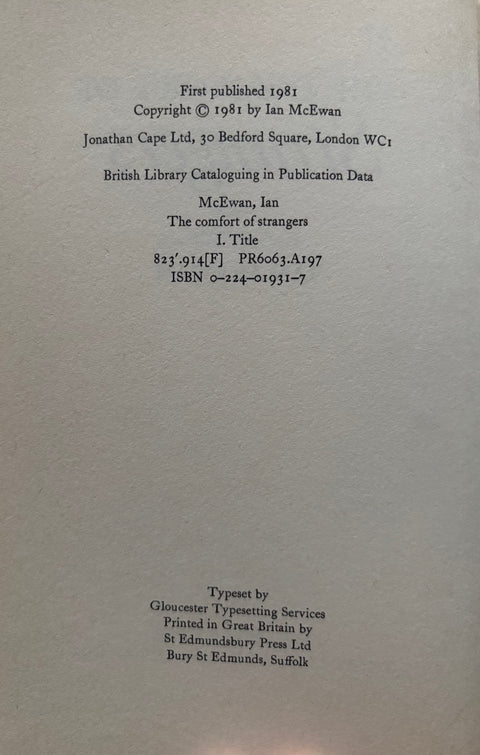 First published 1981
Copyright © 1981 by Ian McEwan
Jonathan Cape Ltd, 30 Bedford Square, London WC1
British Library Cataloguing in Publication Data
McEwan, Ian
The comfort of strangers
I. Title
823'.914[F] PR6063.A197
ISBN 0–224–01931–7
Typeset by
Gloucester Typesetting Services
Printed in Great Britain by
St Edmundsbury Press Ltd
Bury St Edmunds, Suffolk